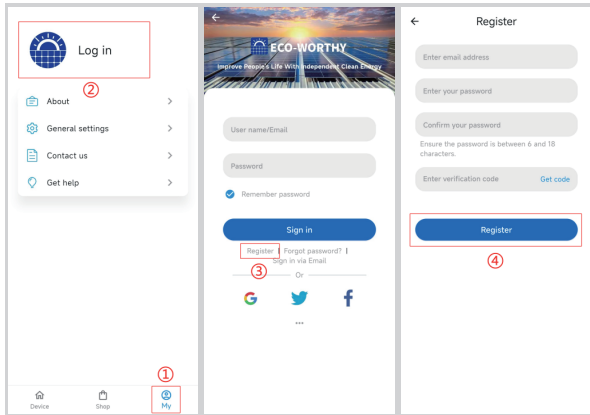 Log in
②
About
General settings
Contact us
Get help
①
Device
Shop
My
ECO-WORTHY
Improve People's Life With Independent Clean Energy
User name/Email
Password
Remember password
Sign in
Register | Forgot password? |
Sign in via Email
③
Or
G
f
...
Register
Enter email address
Enter your password
Confirm your password
Ensure the password is between 6 and 18
characters.
Enter verification code Get code
Register
④